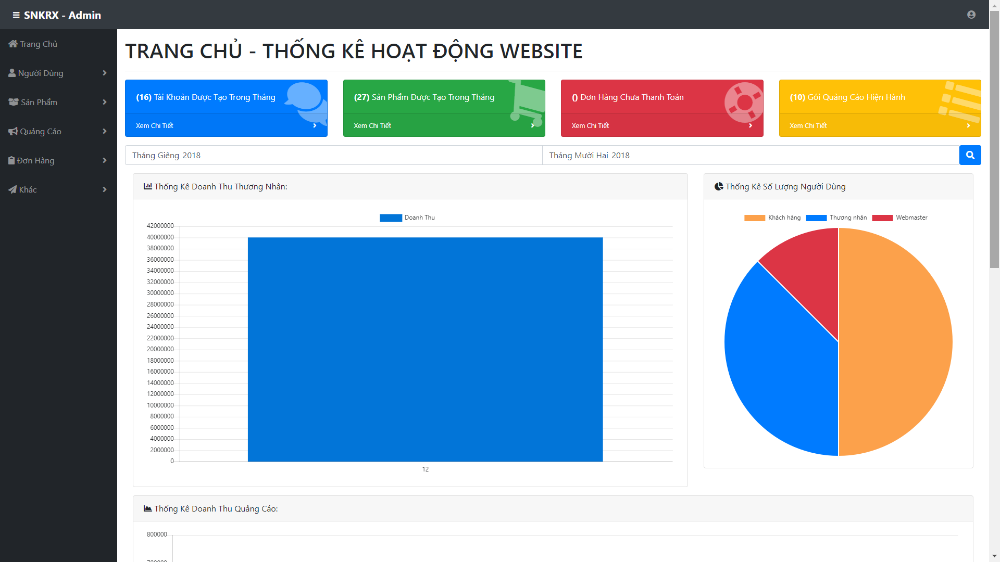 SNKRX - Admin
Trang Chủ
Người Dùng
Sản Phẩm
Quảng Cáo
Đơn Hàng
Khác
TRANG CHỦ - THỐNG KÊ HOẠT ĐỘNG WEBSITE
(16) Tài Khoản Được Tạo Trong Tháng
Xem Chi Tiết
(27) Sản Phẩm Được Tạo Trong Tháng
Xem Chi Tiết
() Đơn Hàng Chưa Thanh Toán
Xem Chi Tiết
(10) Gói Quảng Cáo Hiện Hành
Xem Chi Tiết
Tháng Giêng 2018
Tháng Mười Hai 2018
Thống Kê Doanh Thu Thương Nhân:
Doanh Thu
42000000
40000000
38000000
36000000
34000000
32000000
30000000
28000000
26000000
24000000
22000000
20000000
18000000
16000000
14000000
12000000
10000000
8000000
6000000
4000000
2000000
0
12
Thống Kê Số Lượng Người Dùng
Khách hàng
Thương nhân
Webmaster
Thống Kê Doanh Thu Quảng Cáo:
800000